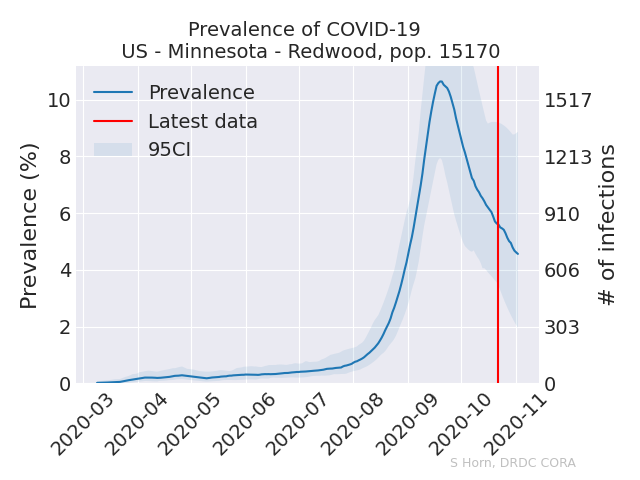 Prevalence of COVID-19
US - Minnesota - Redwood, pop. 15170
Prevalence
Latest data
95CI
Prevalence (%)
10
8
6
4
2
0
1517
1213
910
606
303
0
# of infections
2020-03
2020-04
2020-05
2020-06
2020-07
2020-08
2020-09
2020-10
2020-11
S Horn, DRDC CORA